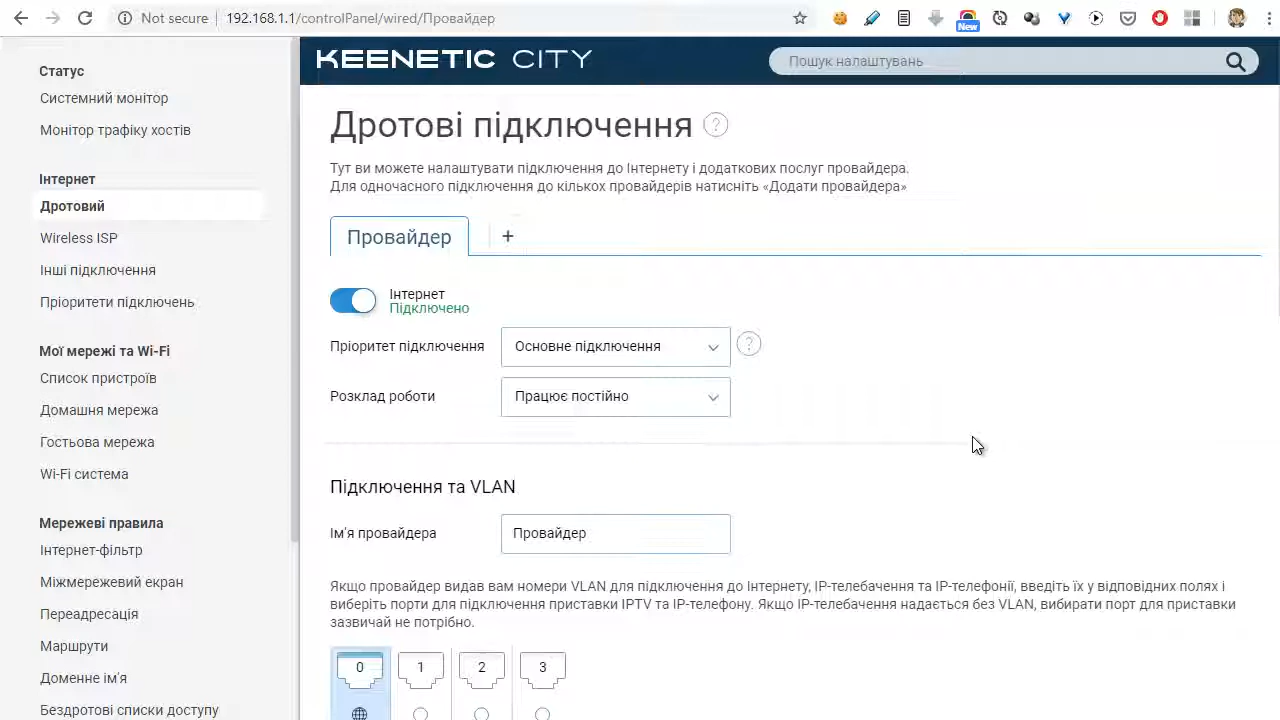 Not secure
192.168.1.1/controlPanel/wired/Провайдер
New
Статус
Системний монітор
Монітор трафіку хостів
Інтернет
Дротовий
Wireless ISP
Інші підключення
Пріоритети підключень
Мої мережі та Wi-Fi
Список пристроїв
Домашня мережа
Гостьова мережа
Wi-Fi система
Мережеві правила
Інтернет-фільтр
Міжмережевий екран
Переадресація
Маршрути
Доменне ім'я
Бездротові списки доступу
KEENETIC CITY
Пошук налаштувань
Дротові підключення ?
Тут ви можете налаштувати підключення до Інтернету і додаткових послуг провайдера.
Для одночасного підключення до кількох провайдерів натисніть «Додати провайдера»
Провайдер +
Інтернет
Підключено
Пріоритет підключення Основне підключення ?
Розклад роботи Працює постійно
Підключення та VLAN
Ім'я провайдера Провайдер
Якщо провайдер видав вам номери VLAN для підключення до Інтернету, IP-телебачення та IP-телефонії, введіть їх у відповідних полях і
виберіть порти для підключення приставки IPTV та IP-телефону. Якщо IP-телебачення надається без VLAN, вибирати порт для приставки
зазвичай не потрібно.
0 1 2 3